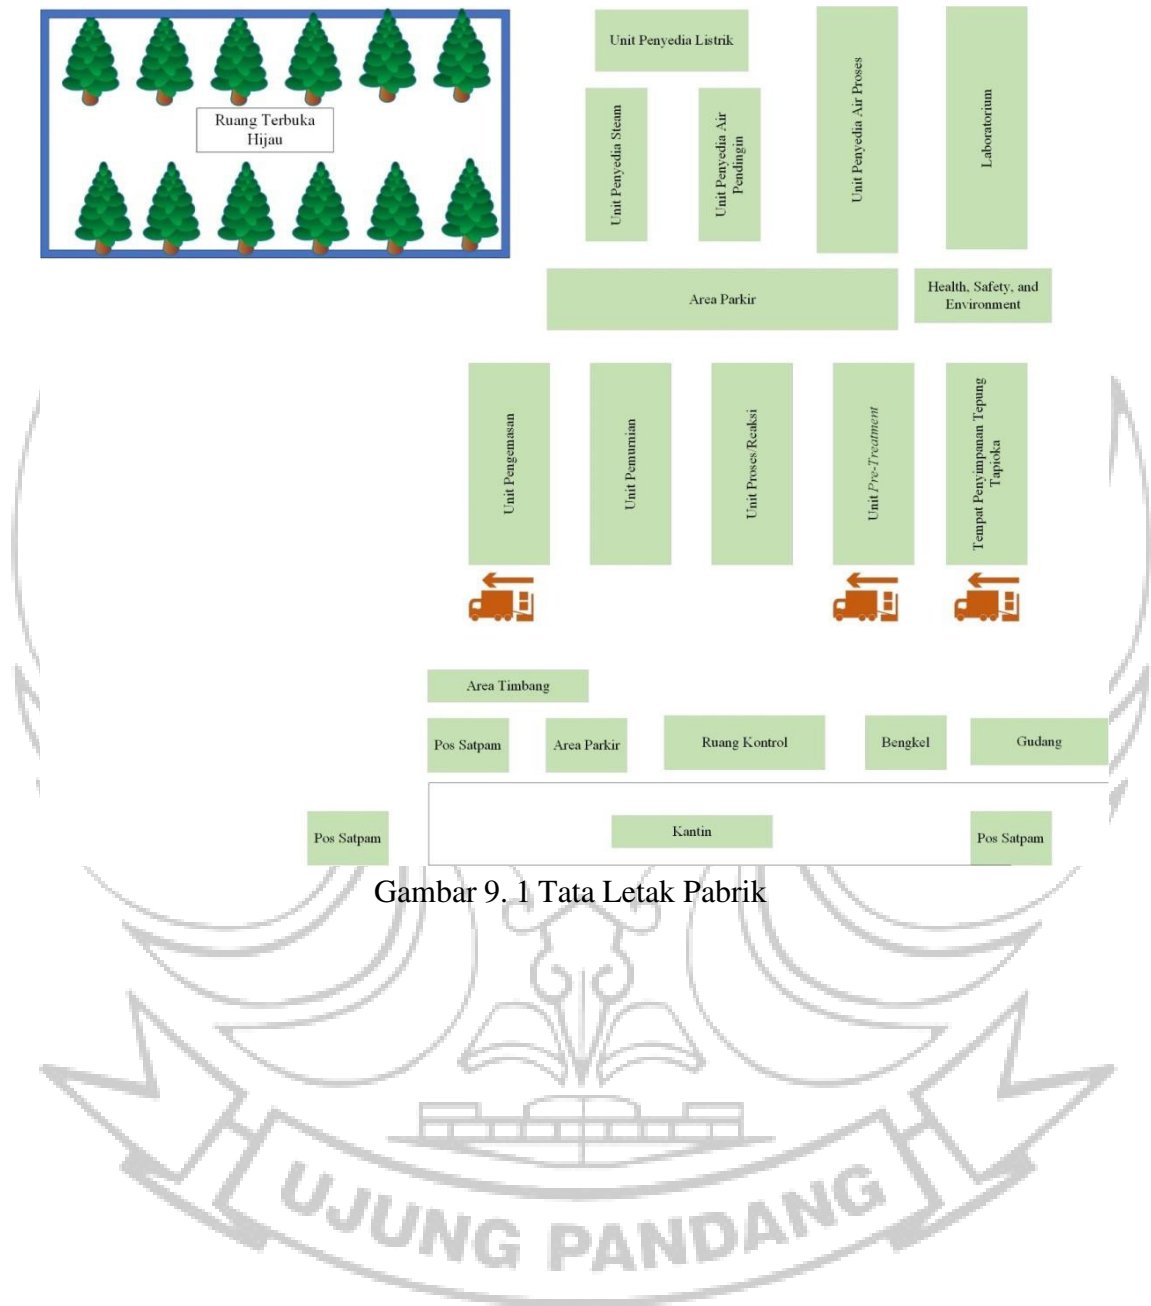 Unit Penyedia Listrik
Ruang Terbuka
Hijau
Unit Penyedia Steam
Unit Penyedia Air
Pendingin
Unit Penyedia Air Proses
Laboratorium
Area Parkir
Health, Safety, and
Environment
Unit Pengemasan
Unit Pemurnian
Unit Proses/Reaksi
Unit Pre-Treatment
Tempat Penyimpanan Tepung
Tapioka
Area Timbang
Pos Satpam
Area Parkir
Ruang Kontrol
Bengkel
Gudang
Pos Satpam
Kantin
Pos Satpam
Gambar 9. 1 Tata Letak Pabrik
UJUNG PANDANG